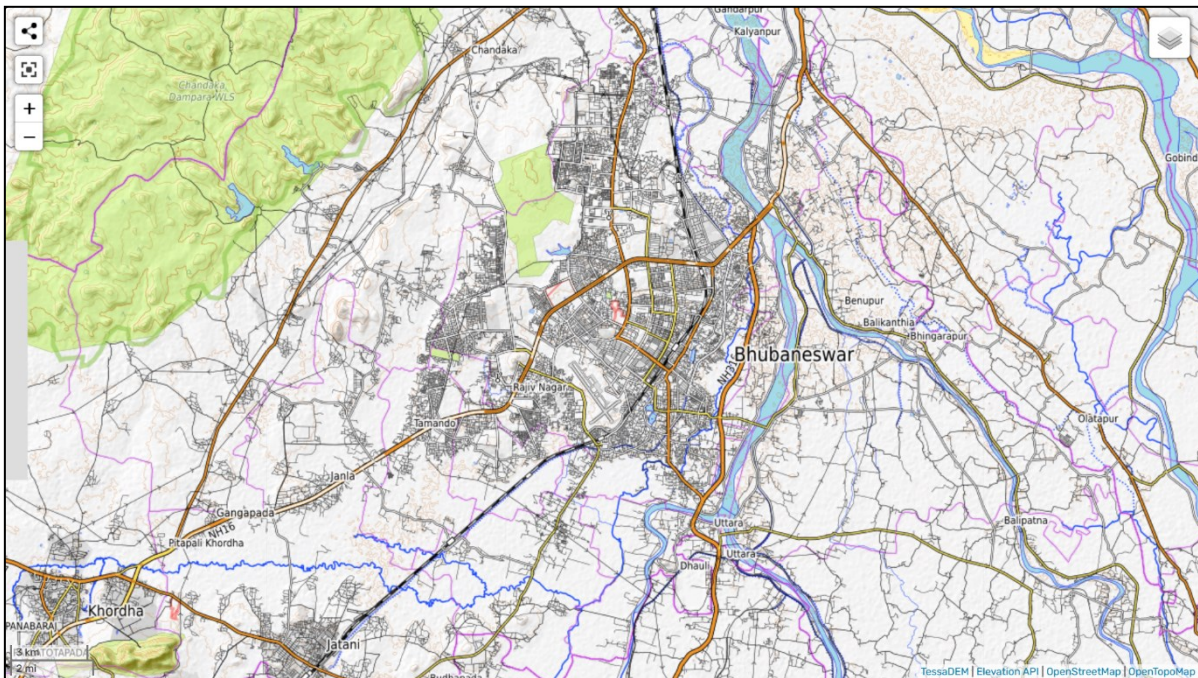 Gandarpur
Kalyanpur
Chandaka
Chandaka
Dampara WLS
+
−
Gobind
Benupur
Balikanthia
Bhingarapur
Bhubaneswar
NH316
Rajiv Nagar
Tamando
Olatapur
Janla
Gangapada
NH16
Pitapali Khordha
Balipatna
Uttara
Uttara
Dhauli
Khordha
PANABARAJ
TOTAPADA
Jatani
3 km
2 mi
TessaDEM | Elevation API | OpenStreetMap | OpenTopoMap